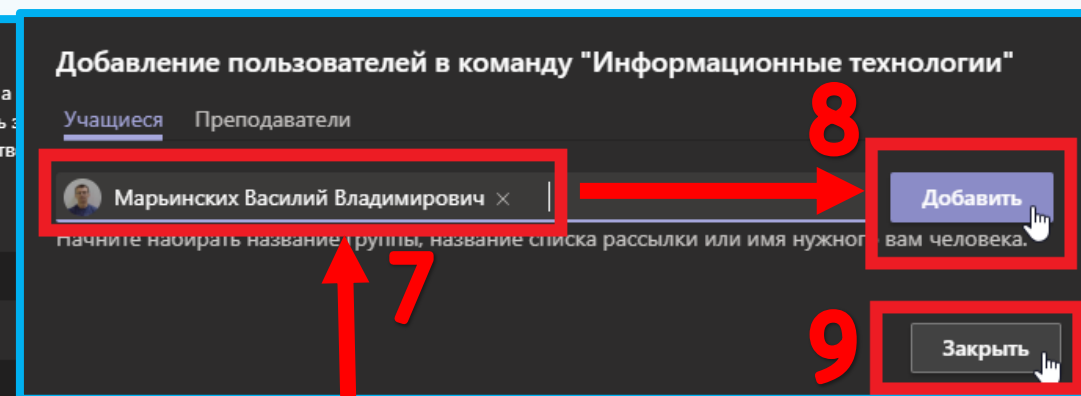 Добавление пользователей в команду "Информационные технологии"
а
ь з
тв
Учащиеся Преподаватели
8
Марьинских Василий Владимирович ×
Добавить
Начните набирать название группы, название списка рассылки или имя нужного вам человека.
7
9
Закрыть